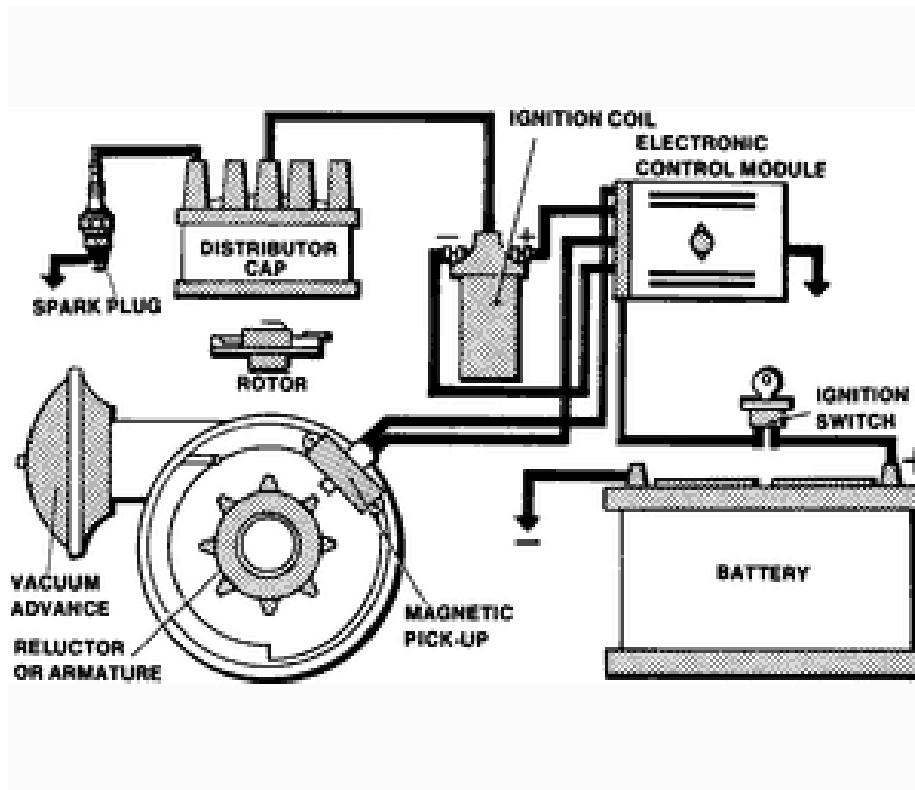 IGNITION COIL
ELECTRONIC
CONTROL MODULE
DISTRIBUTOR
CAP
− +
SPARK PLUG
ROTOR
IGNITION
SWITCH
+
−
BATTERY
VACUUM
ADVANCE
MAGNETIC
PICK-UP
RELUCTOR
OR ARMATURE